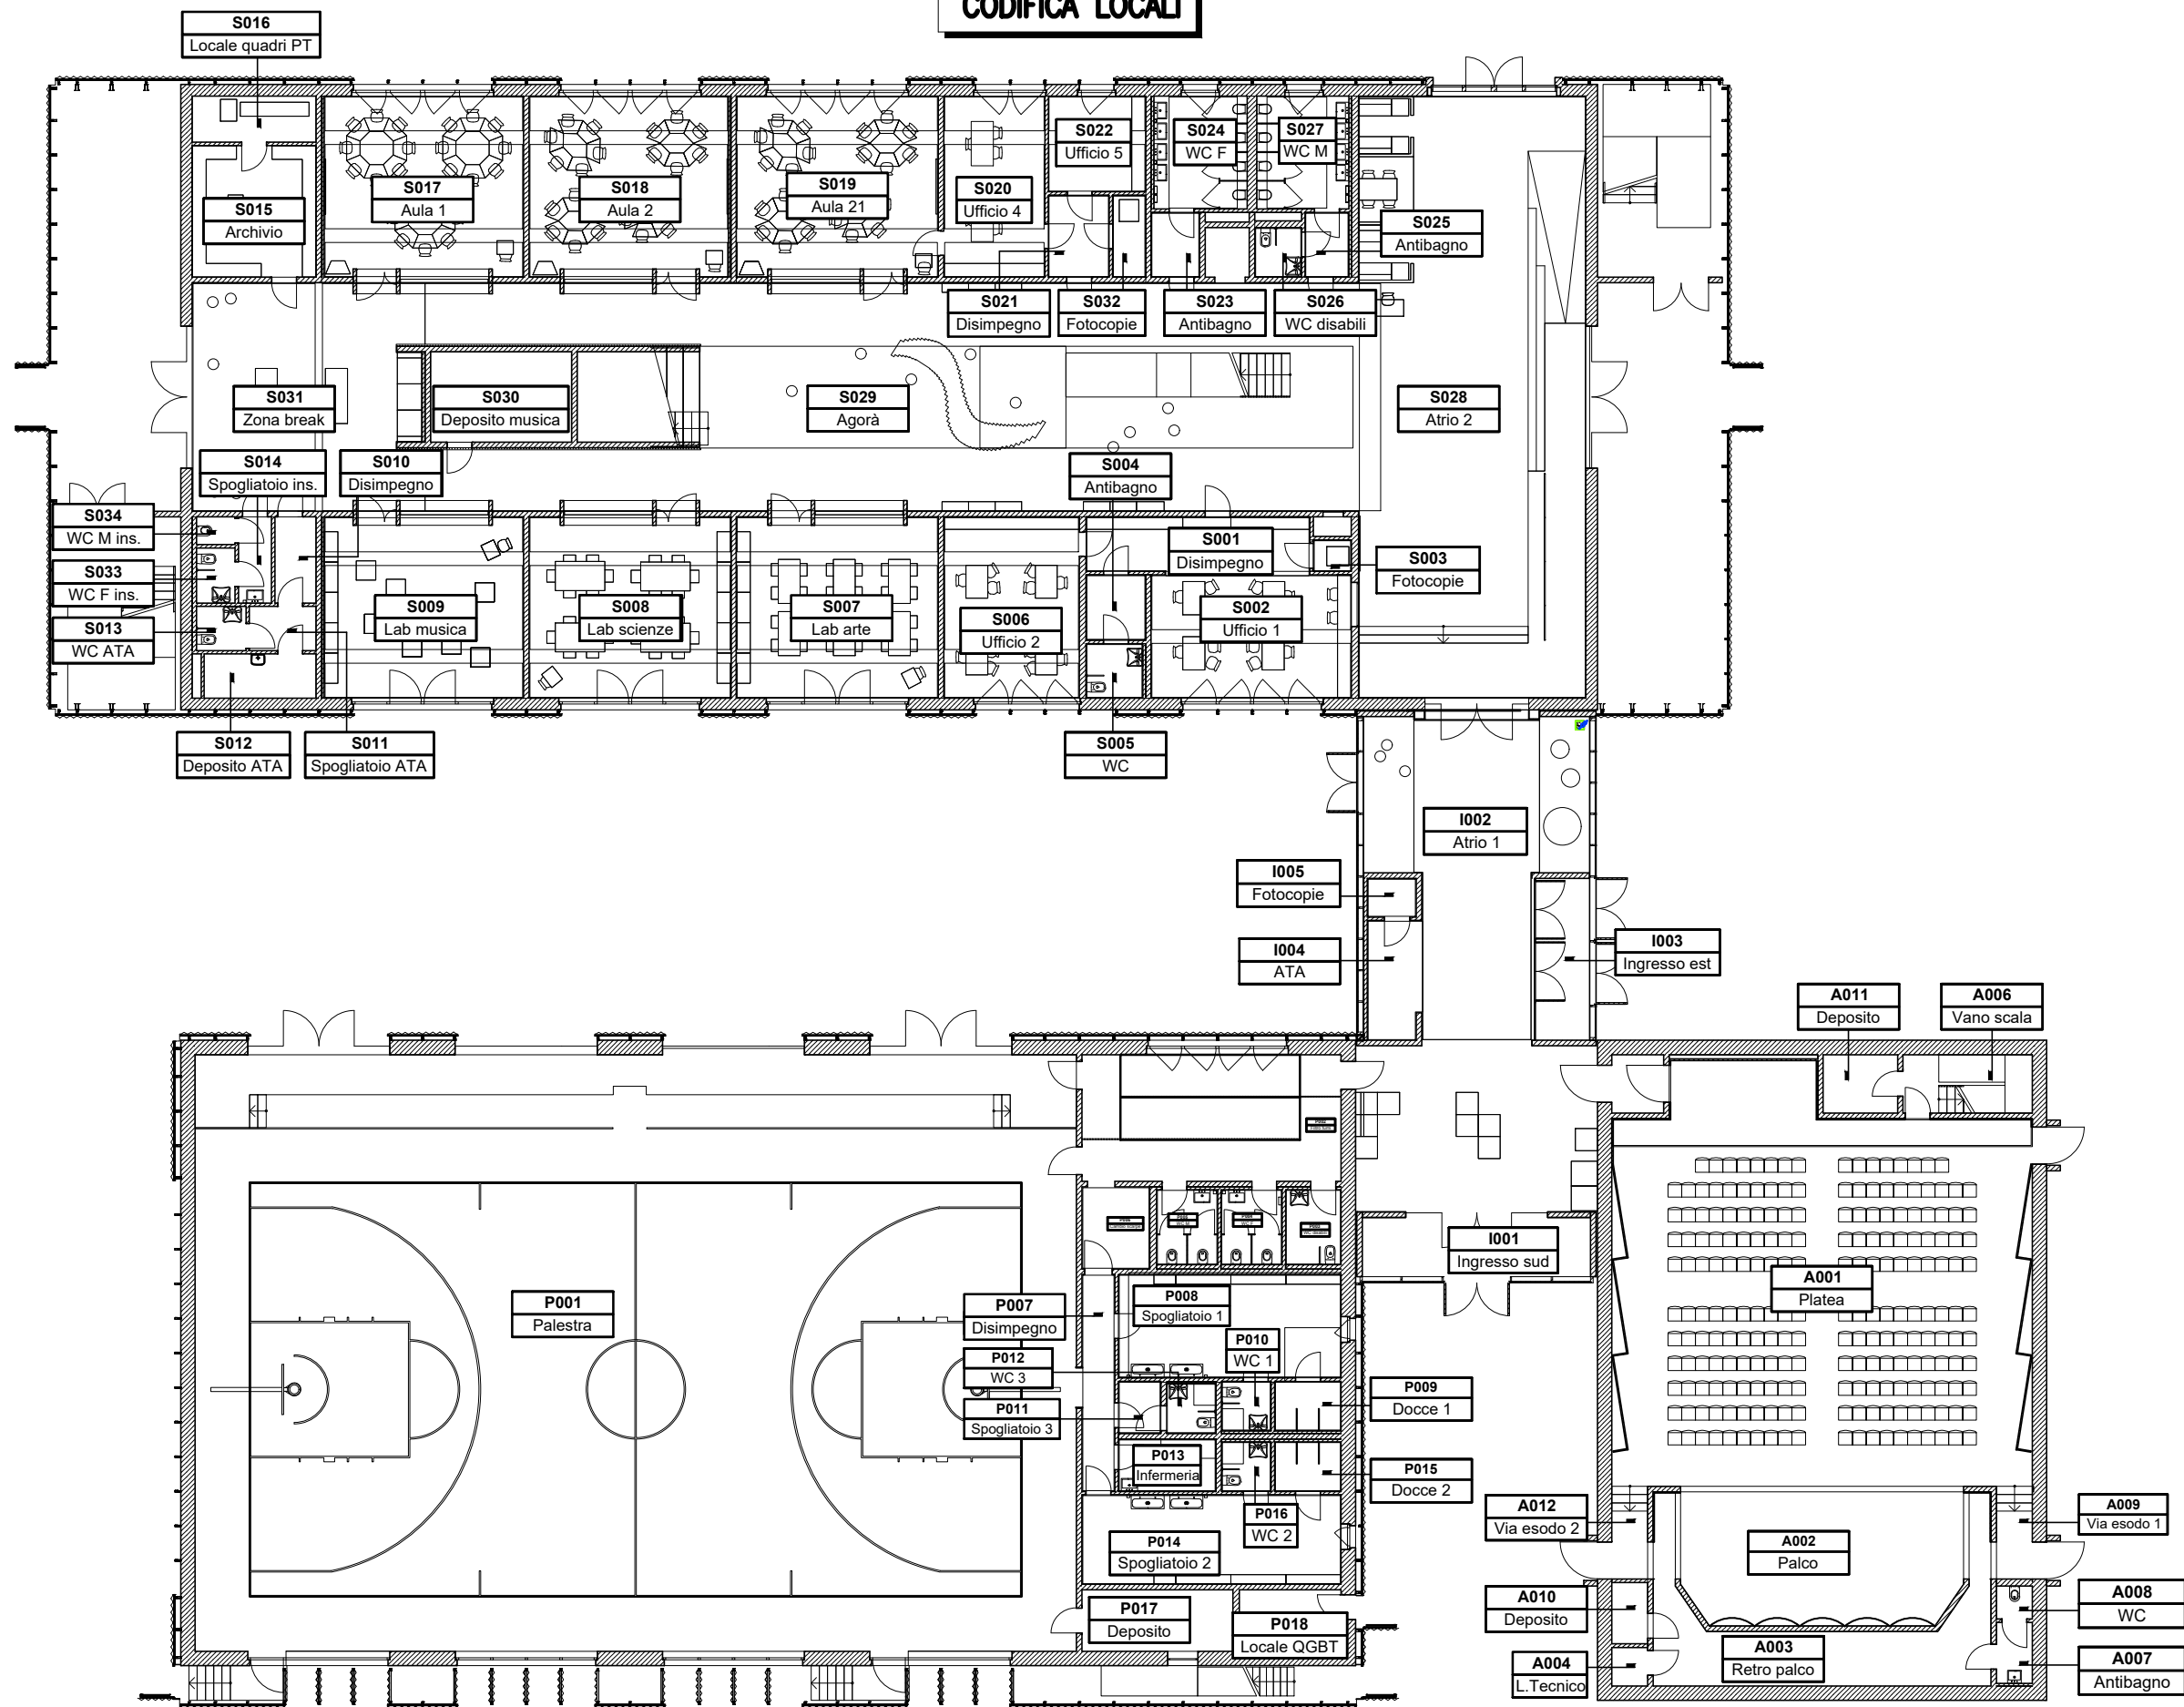 CODIFICA LOCALI
S016
Locale quadri PT
S015
Archivio
S017
Aula 1
S018
Aula 2
S019
Aula 21
S020
Ufficio 4
S022
Ufficio 5
S024
WC F
S027
WC M
S025
Antibagno
S021
Disimpegno
S032
Fotocopie
S023
Antibagno
S026
WC disabili
S031
Zona break
S030
Deposito musica
S029
Agorà
S028
Atrio 2
S014
Spogliatoio ins.
S010
Disimpegno
S004
Antibagno
S034
WC M ins.
S033
WC F ins.
S013
WC ATA
S009
Lab musica
S008
Lab scienze
S007
Lab arte
S006
Ufficio 2
S001
Disimpegno
S002
Ufficio 1
S003
Fotocopie
S012
Deposito ATA
S011
Spogliatoio ATA
S005
WC
I002
Atrio 1
I005
Fotocopie
I004
ATA
I003
Ingresso est
A011
Deposito
A006
Vano scala
I001
Ingresso sud
A001
Platea
P001
Palestra
P007
Disimpegno
P008
Spogliatoio 1
P010
WC 1
P012
WC 3
P011
Spogliatoio 3
P009
Docce 1
P013
Infermeria
P015
Docce 2
P016
WC 2
P014
Spogliatoio 2
P017
Deposito
P018
Locale QGBT
A012
Via esodo 2
A009
Via esodo 1
A002
Palco
A010
Deposito
A008
WC
A003
Retro palco
A004
L.Tecnico
A007
Antibagno